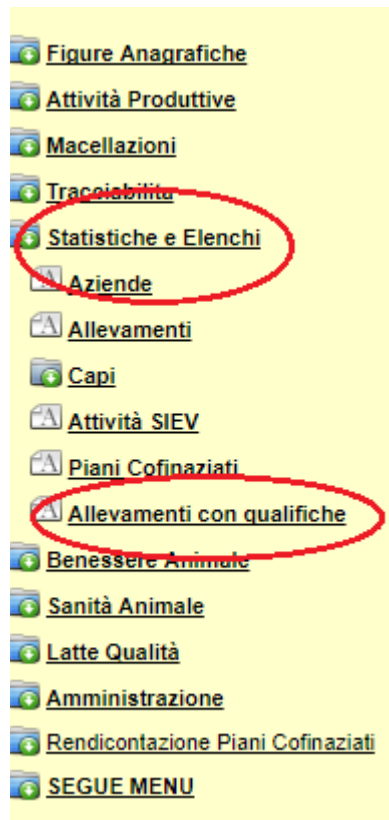 Figure Anagrafiche
Attività Produttive
Macellazioni
Tracciabilita
Statistiche e Elenchi
Aziende
Allevamenti
Capi
Attività SIEV
Piani Cofinaziati
Allevamenti con qualifiche
Benessere Animale
Sanità Animale
Latte Qualità
Amministrazione
Rendicontazione Piani Cofinaziati
SEGUE MENU